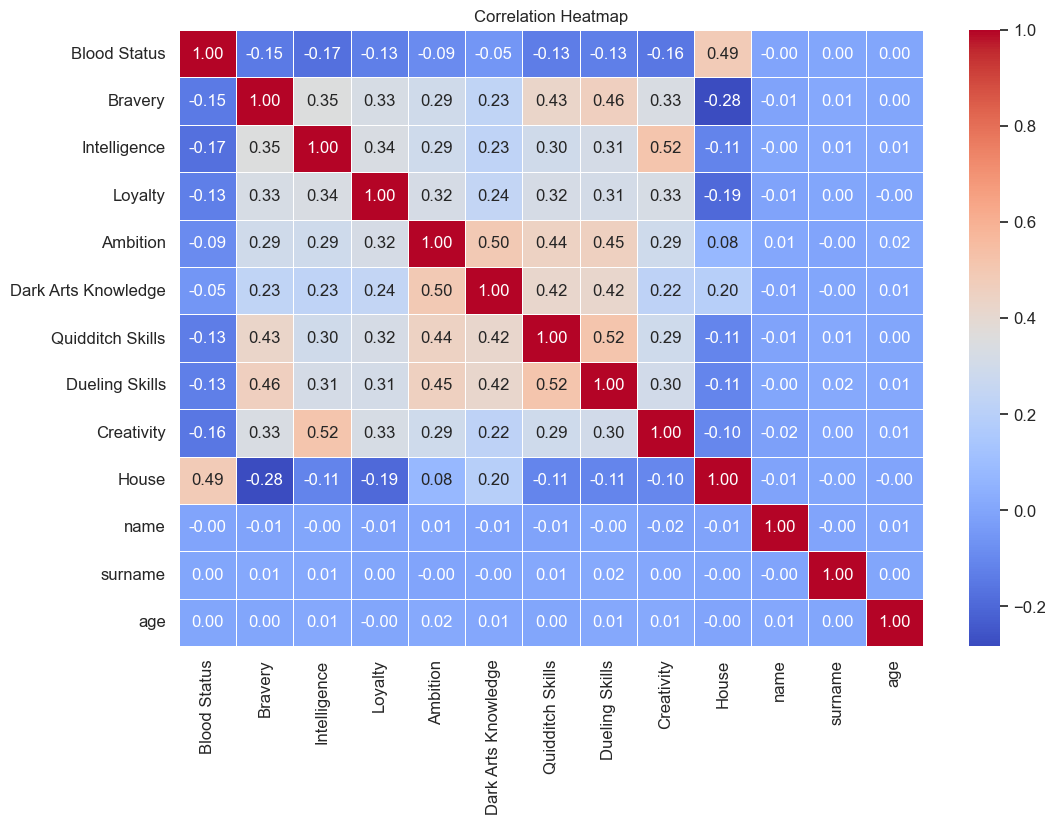 Correlation Heatmap
Blood Status 1.00 -0.15 -0.17 -0.13 -0.09 -0.05 -0.13 -0.13 -0.16 0.49 -0.00 0.00 0.00
Bravery -0.15 1.00 0.35 0.33 0.29 0.23 0.43 0.46 0.33 -0.28 -0.01 0.01 0.00
Intelligence -0.17 0.35 1.00 0.34 0.29 0.23 0.30 0.31 0.52 -0.11 -0.00 0.01 0.01
Loyalty -0.13 0.33 0.34 1.00 0.32 0.24 0.32 0.31 0.33 -0.19 -0.01 0.00 -0.00
Ambition -0.09 0.29 0.29 0.32 1.00 0.50 0.44 0.45 0.29 0.08 0.01 -0.00 0.02
Dark Arts Knowledge -0.05 0.23 0.23 0.24 0.50 1.00 0.42 0.42 0.22 0.20 -0.01 -0.00 0.01
Quidditch Skills -0.13 0.43 0.30 0.32 0.44 0.42 1.00 0.52 0.29 -0.11 -0.01 0.01 0.00
Dueling Skills -0.13 0.46 0.31 0.31 0.45 0.42 0.52 1.00 0.30 -0.11 -0.00 0.02 0.01
Creativity -0.16 0.33 0.52 0.33 0.29 0.22 0.29 0.30 1.00 -0.10 -0.02 0.00 0.01
House 0.49 -0.28 -0.11 -0.19 0.08 0.20 -0.11 -0.11 -0.10 1.00 -0.01 -0.00 -0.00
name -0.00 -0.01 -0.00 -0.01 0.01 -0.01 -0.01 -0.00 -0.02 -0.01 1.00 -0.00 0.01
surname 0.00 0.01 0.01 0.00 -0.00 -0.00 0.01 0.02 0.00 -0.00 -0.00 1.00 0.00
age 0.00 0.00 0.01 -0.00 0.02 0.01 0.00 0.01 0.01 -0.00 0.01 0.00 1.00
Blood Status
Bravery
Intelligence
Loyalty
Ambition
Dark Arts Knowledge
Quidditch Skills
Dueling Skills
Creativity
House
name
surname
age
1.0
0.8
0.6
0.4
0.2
0.0
−0.2